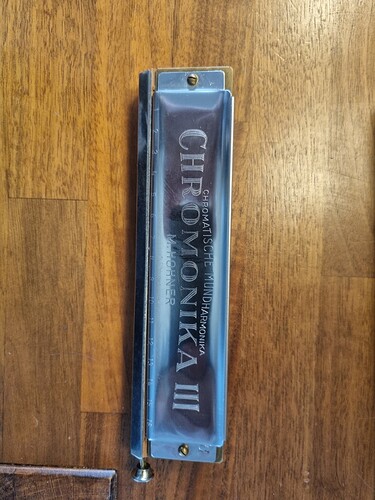 CHROMONIKA III
CHROMATISCHE MUNDHARMONIKA
M. HOHNER